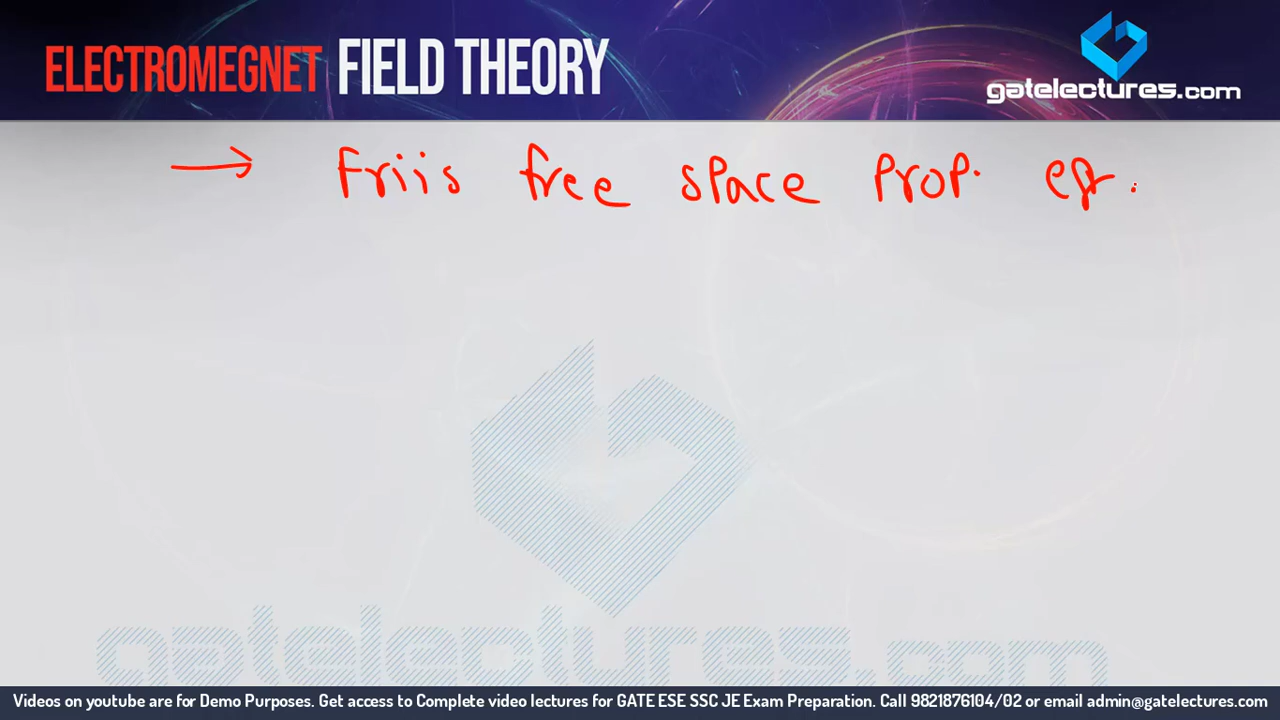 ELECTROMEGNET FIELD THEORY
gatelectures.com
→ Friis free space Prop. eqn.
gatelectures.com
Videos on youtube are for Demo Purposes. Get access to Complete video lectures for GATE ESE SSC JE Exam Preparation. Call 9821876104/02 or email admin@gatelectures.com